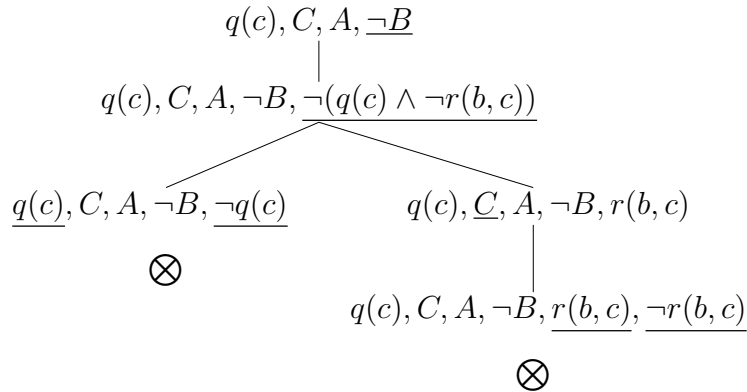 q(c), C, A, ¬B
q(c), C, A, ¬B, ¬(q(c) ∧ ¬r(b, c))
q(c), C, A, ¬B, ¬q(c)
q(c), C, A, ¬B, r(b, c)
⊗
q(c), C, A, ¬B, r(b, c), ¬r(b, c)
⊗